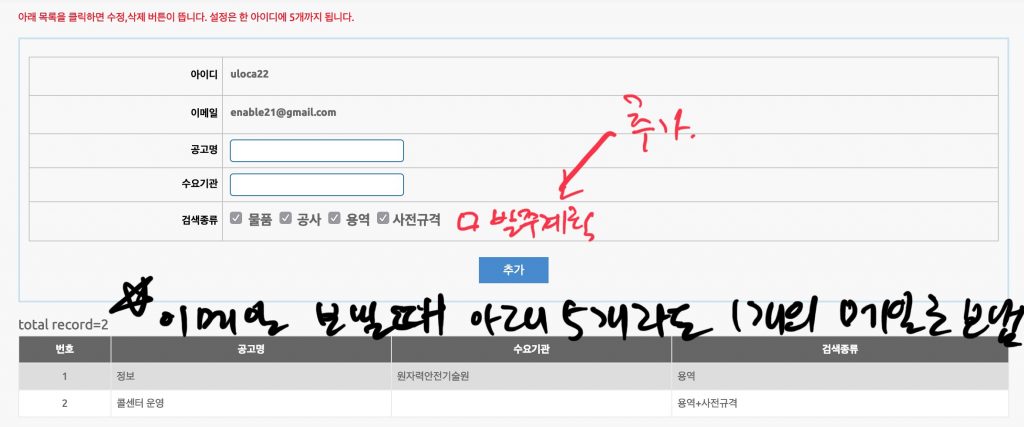 아래 목록을 클릭하면 수정,삭제 버튼이 뜹니다. 설정은 한 아이디에 5개까지 됩니다.
아이디 uloca22
이메일 enable21@gmail.com
추가.
공고명
수요기관
검색종류 물품 공사 용역 사전규격 발주계획
추가
이메일 보낼때 아래 5개라도 1개의 메일로 보냄
total record=2
번호 공고명 수요기관 검색종류
1 정보 원자력안전기술원 용역
2 콜센터 운영 용역+사전규격